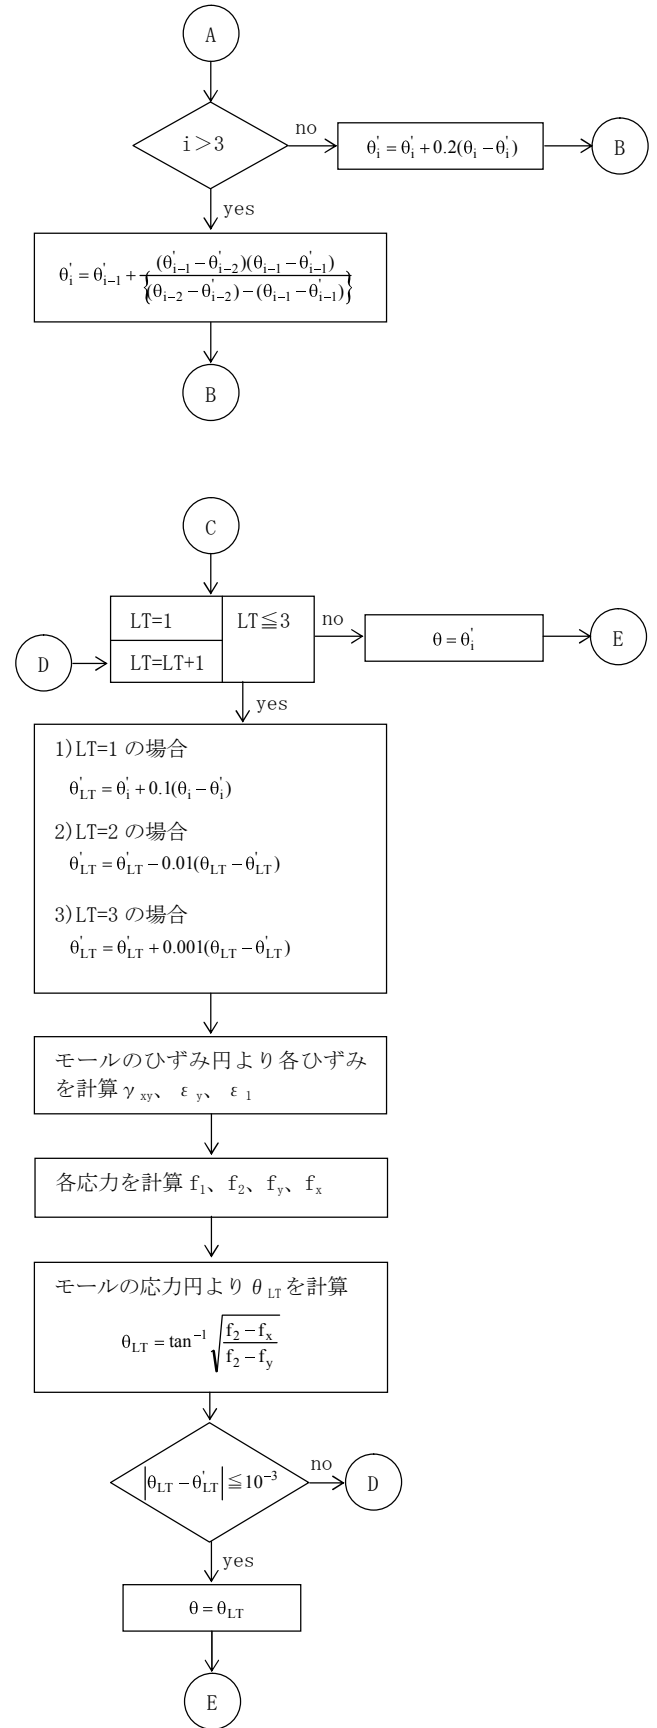 A
i＞3
no
θ'i = θ'i + 0.2(θi − θ'i)
B
yes
θ'i = θ'i−1 + (θ'i−1 − θ'i−2)(θi−1 − θ'i−1) / {(θi−2 − θ'i−2) − (θi−1 − θ'i−1)}
B
C
LT=1
LT≦3
no
θ = θ'i
E
D
LT=LT+1
yes
1)LT=1 の場合
θ'LT = θ'i + 0.1(θi − θ'i)
2)LT=2 の場合
θ'LT = θ'LT − 0.01(θLT − θ'LT)
3)LT=3 の場合
θ'LT = θ'LT + 0.001(θLT − θ'LT)
モールのひずみ円より各ひずみ
を計算 γxy、 εy、 ε1
各応力を計算 f1、f2、fy、fx
モールの応力円より θLT を計算
θLT = tan⁻¹ √((f2 − fx) / (f2 − fy))
|θLT − θ'LT| ≦ 10⁻³
no
D
yes
θ = θLT
E